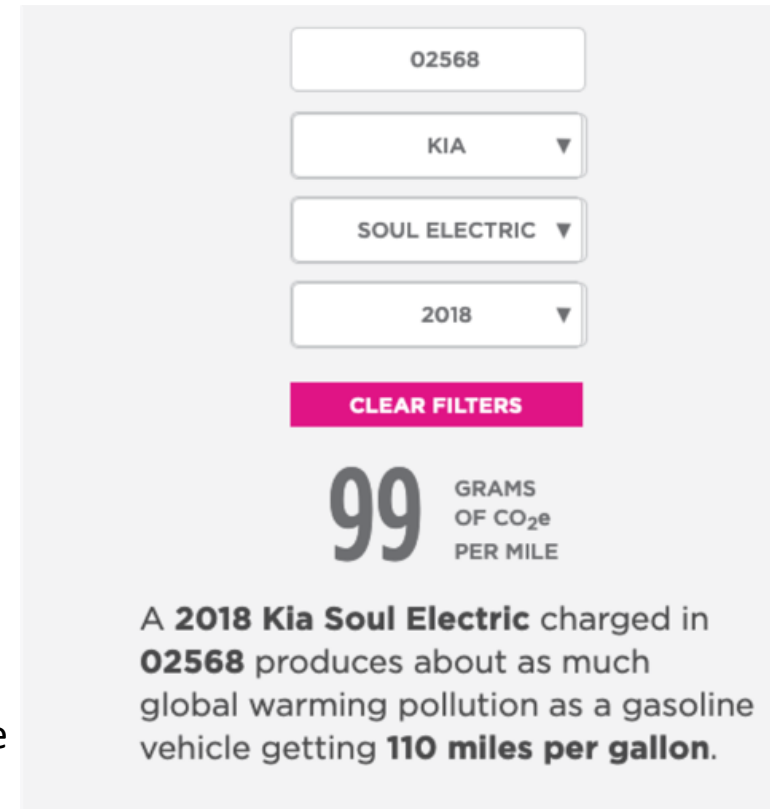 02568
KIA ▼
SOUL ELECTRIC ▼
2018 ▼
CLEAR FILTERS
99 GRAMS
OF CO₂e
PER MILE
A 2018 Kia Soul Electric charged in
02568 produces about as much
global warming pollution as a gasoline
vehicle getting 110 miles per gallon.
e